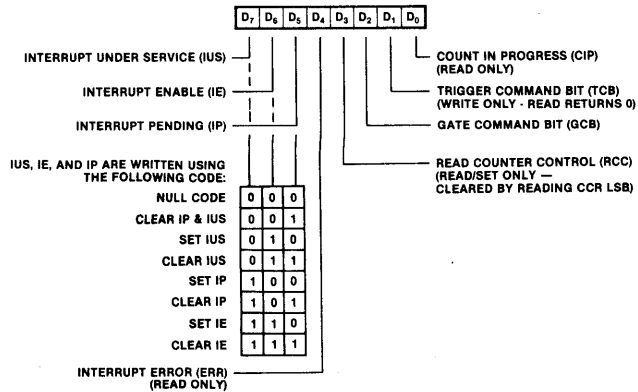 D7 D6 D5 D4 D3 D2 D1 D0
INTERRUPT UNDER SERVICE (IUS)
INTERRUPT ENABLE (IE)
INTERRUPT PENDING (IP)
COUNT IN PROGRESS (CIP)
(READ ONLY)
TRIGGER COMMAND BIT (TCB)
(WRITE ONLY - READ RETURNS 0)
GATE COMMAND BIT (GCB)
READ COUNTER CONTROL (RCC)
(READ/SET ONLY —
CLEARED BY READING CCR LSB)
IUS, IE, AND IP ARE WRITTEN USING
THE FOLLOWING CODE:
NULL CODE 0 0 0
CLEAR IP & IUS 0 0 1
SET IUS 0 1 0
CLEAR IUS 0 1 1
SET IP 1 0 0
CLEAR IP 1 0 1
SET IE 1 1 0
CLEAR IE 1 1 1
INTERRUPT ERROR (ERR)
(READ ONLY)